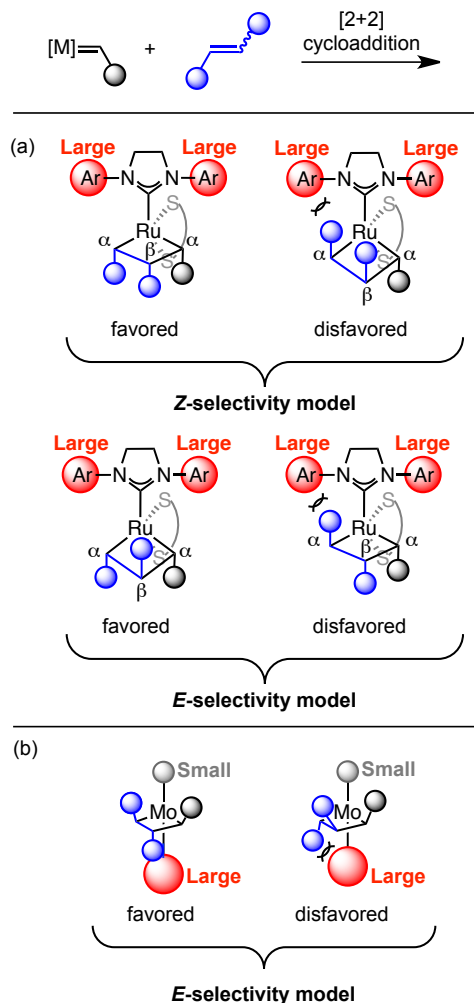 [M]
+
[2+2]
cycloaddition
(a)
Large Large
Ar N N Ar
S
Ru
α β α
S
favored
Large Large
Ar N N Ar
S
Ru
α S α
β
disfavored
Z-selectivity model
Large Large
Ar N N Ar
S
Ru
α S α
β
favored
Large Large
Ar N N Ar
S
Ru
α β α
S
disfavored
E-selectivity model
(b)
Small
Mo
Large
favored
Small
Mo
Large
disfavored
E-selectivity model